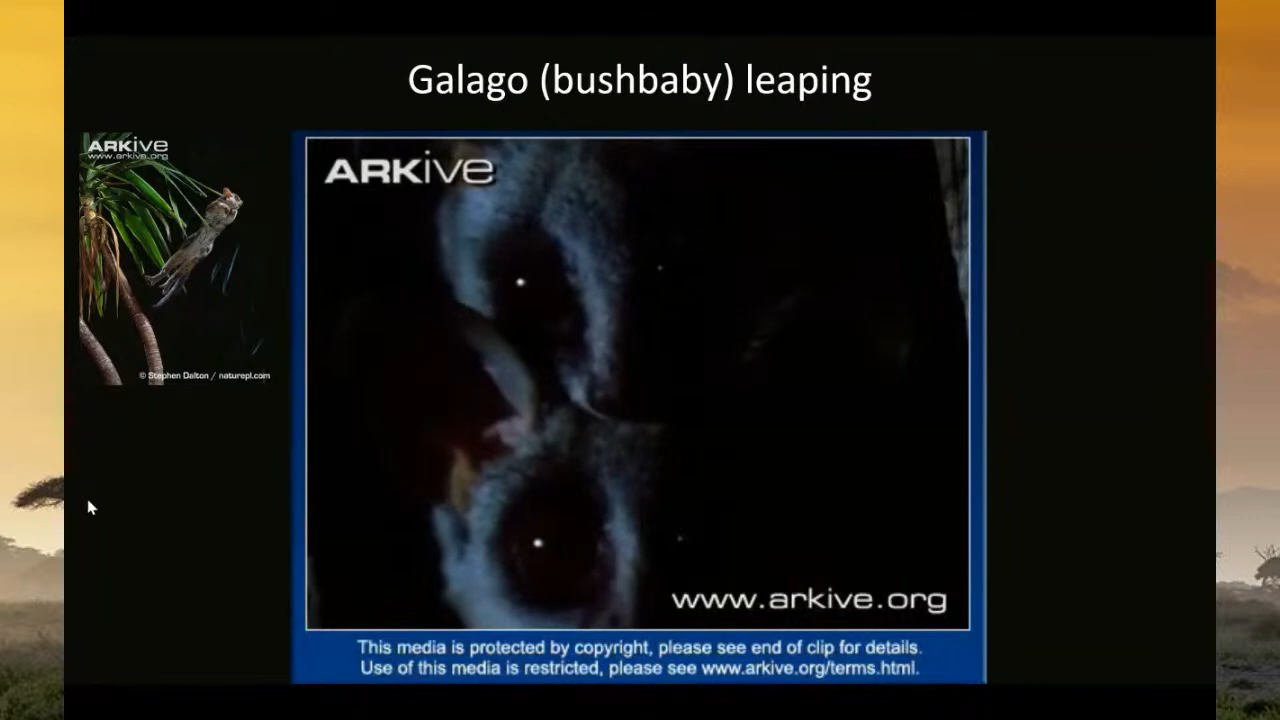 Galago (bushbaby) leaping
ARKive
www.arkive.org
© Stephen Dalton / naturepl.com
ARKive
www.arkive.org
This media is protected by copyright, please see end of clip for details.
Use of this media is restricted, please see www.arkive.org/terms.html.